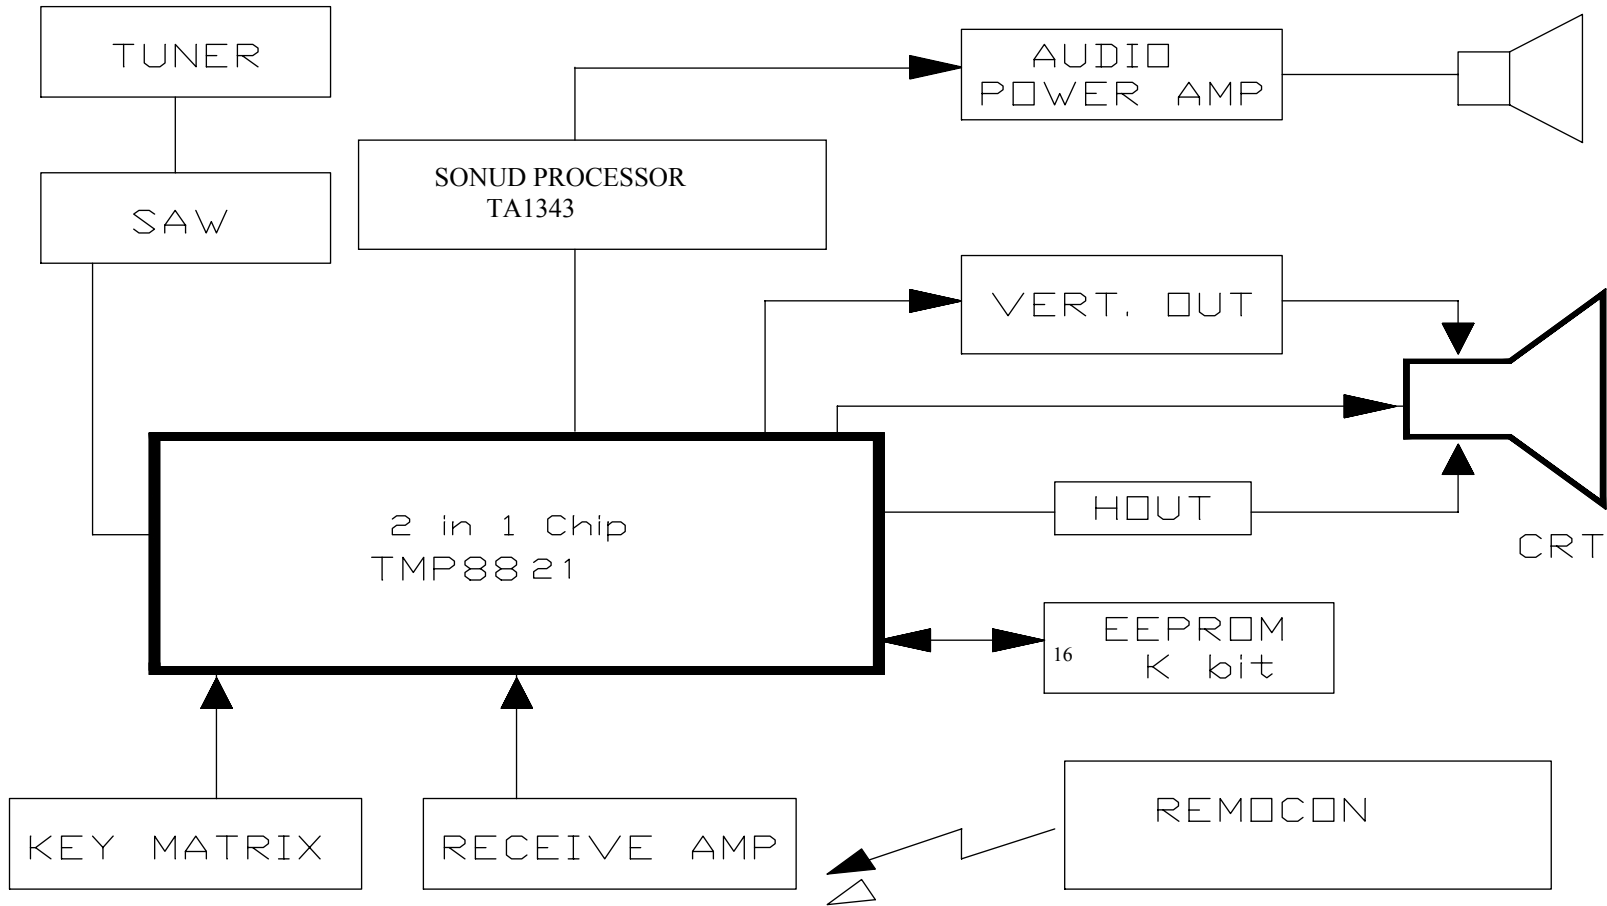 TUNER
AUDIO
POWER AMP
SONUD PROCESSOR
TA1343
SAW
VERT. OUT
2 in 1 Chip
TMP8821
HOUT
CRT
EEPROM
16 K bit
KEY MATRIX
RECEIVE AMP
REMOCON